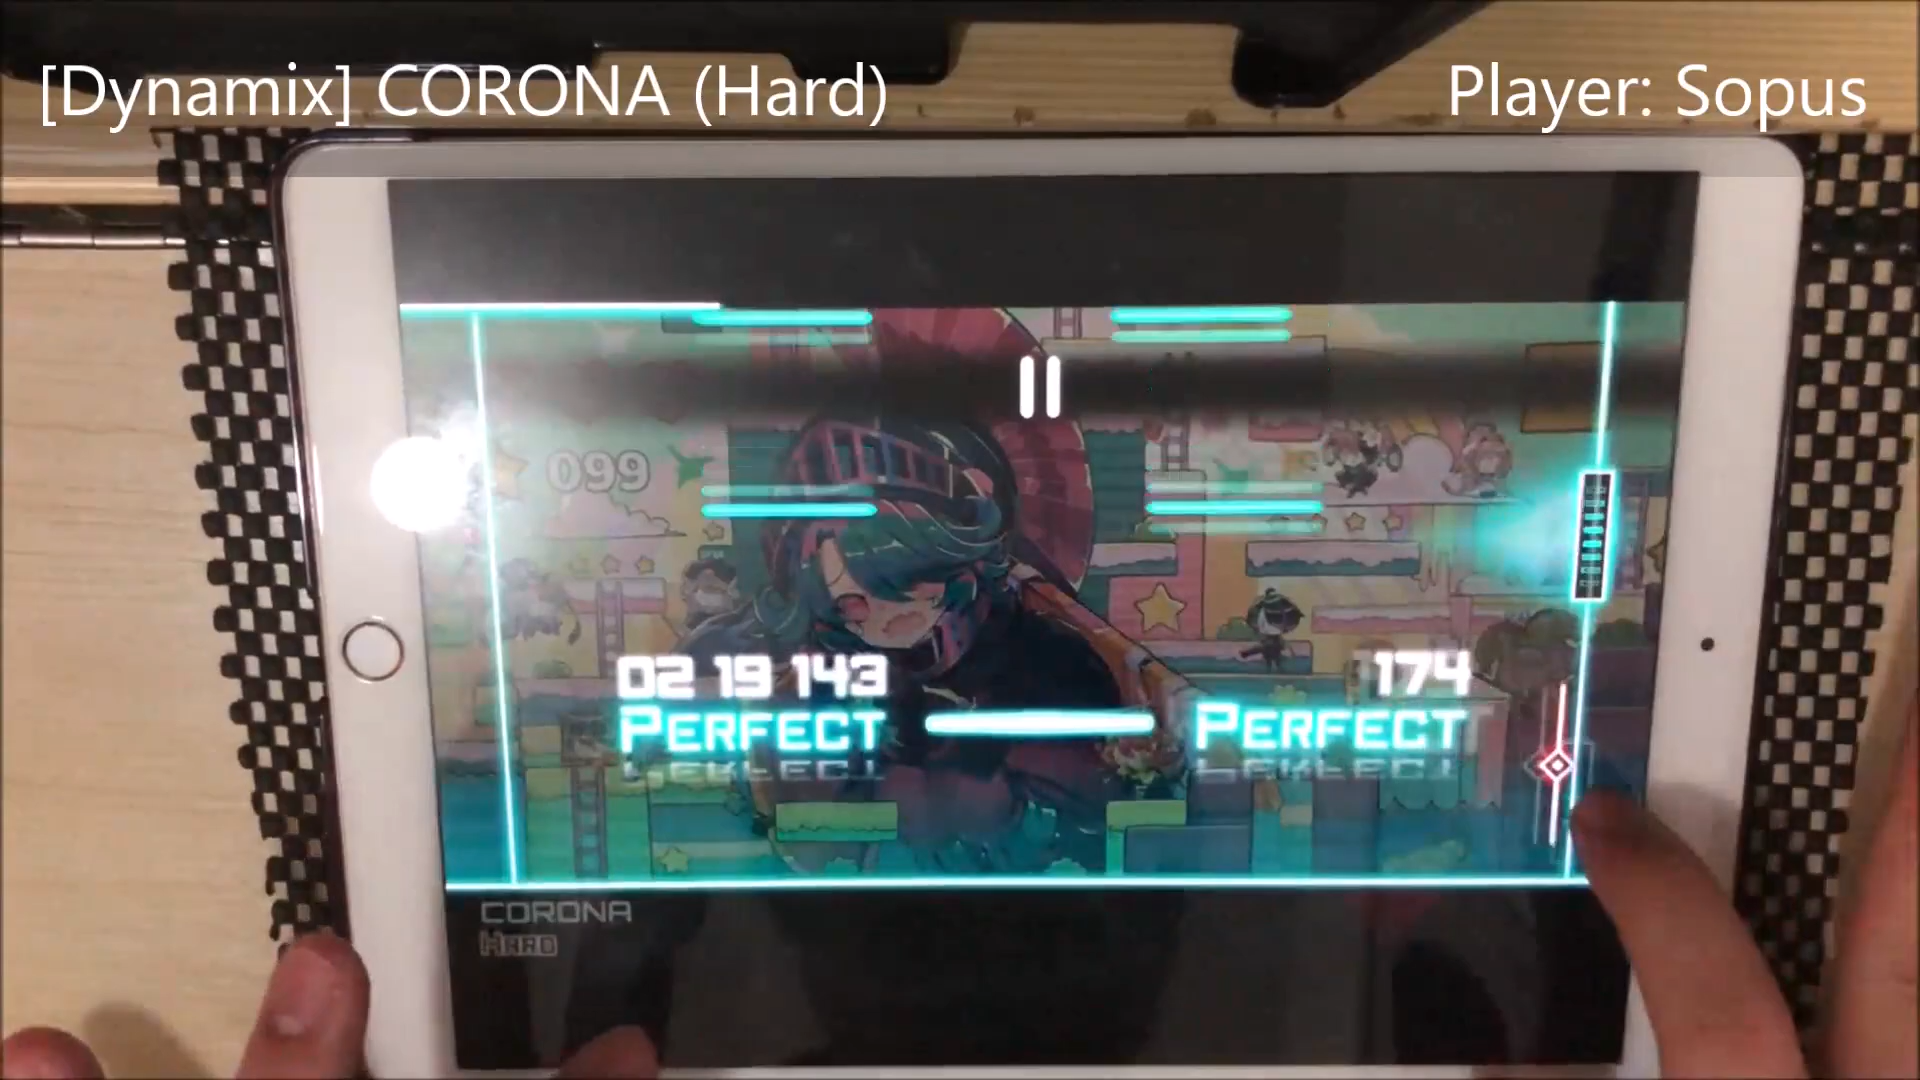 [Dynamix] CORONA (Hard)
Player: Sopus
099
02 19 143
174
PERFECT
PERFECT
CORONA
HARD